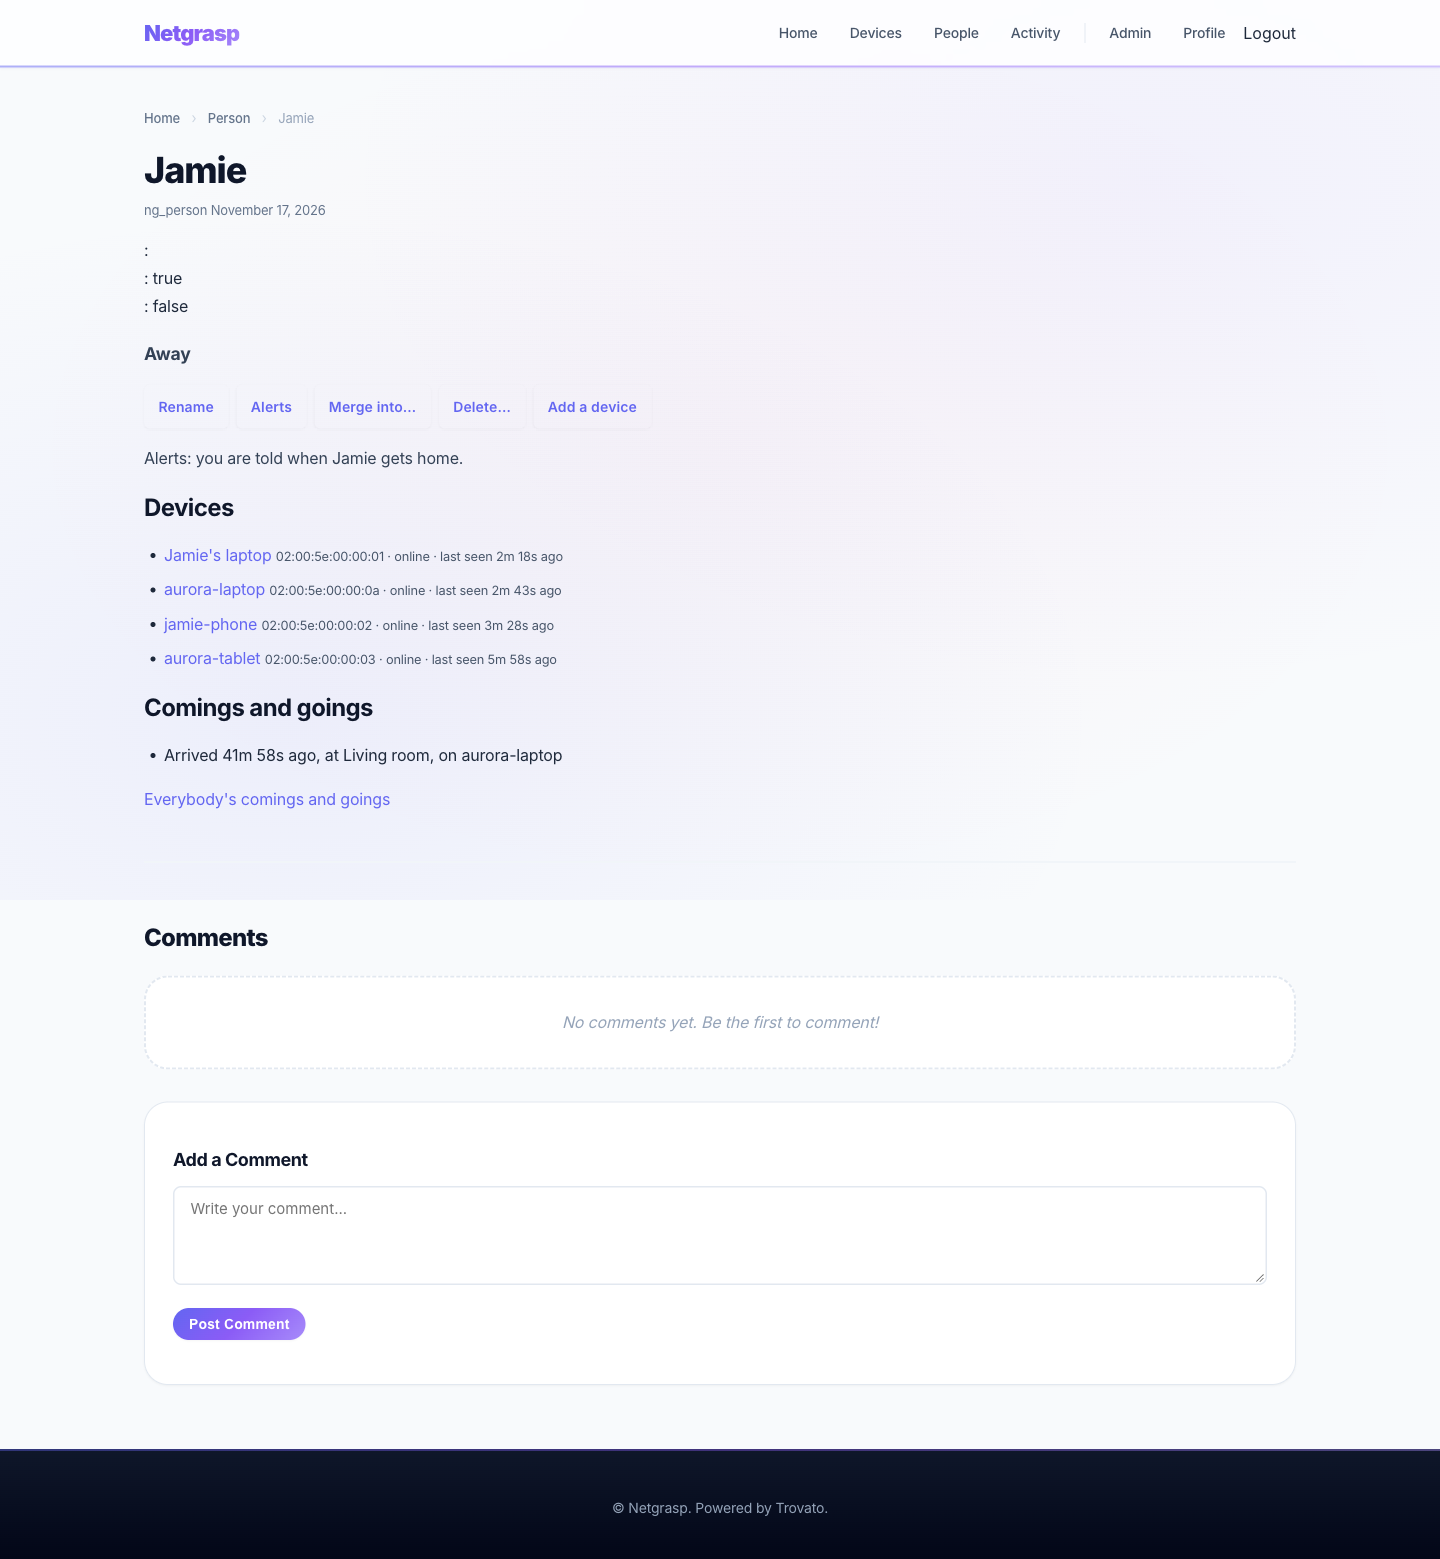 Netgrasp
Home Devices People Activity Admin Profile Logout
Home › Person › Jamie
Jamie
ng_person November 17, 2026
:
: true
: false
Away
Rename Alerts Merge into... Delete... Add a device
Alerts: you are told when Jamie gets home.
Devices
• Jamie's laptop 02:00:5e:00:00:01 · online · last seen 2m 18s ago
• aurora-laptop 02:00:5e:00:00:0a · online · last seen 2m 43s ago
• jamie-phone 02:00:5e:00:00:02 · online · last seen 3m 28s ago
• aurora-tablet 02:00:5e:00:00:03 · online · last seen 5m 58s ago
Comings and goings
• Arrived 41m 58s ago, at Living room, on aurora-laptop
Everybody's comings and goings
Comments
No comments yet. Be the first to comment!
Add a Comment
Write your comment...
Post Comment
© Netgrasp. Powered by Trovato.